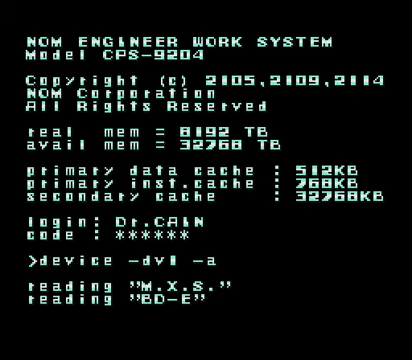 NOM ENGINEER WORK SYSTEM
Model CPS-9204
Copyright (c) 2105,2109,2114
NOM Corporation
All Rights Reserved
real mem = 8192 TB
avail mem = 32768 TB
primary data cache : 512KB
primary inst.cache : 768KB
secondary cache : 32768KB
login: Dr.CAIN
code : ******
>device -dvl -a
reading "M.X.S."
reading "BD-E"